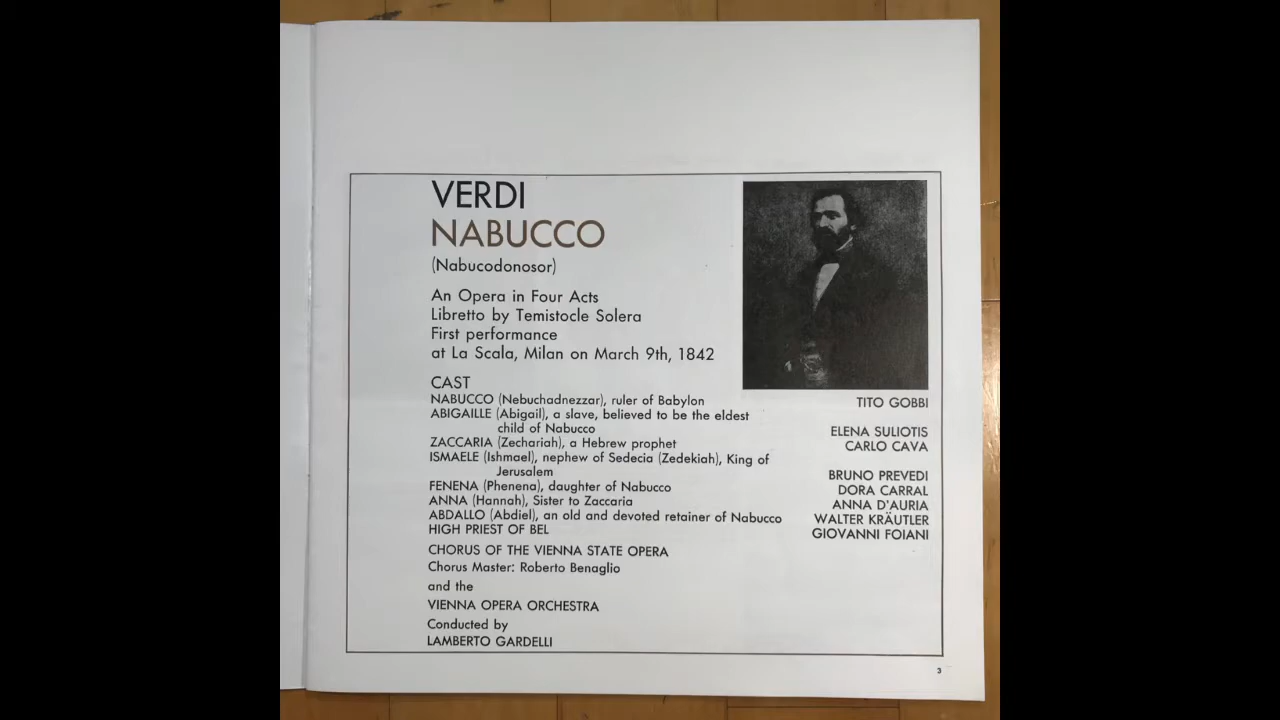 VERDI
NABUCCO
(Nabucodonosor)
An Opera in Four Acts
Libretto by Temistocle Solera
First performance
at La Scala, Milan on March 9th, 1842
CAST
NABUCCO (Nebuchadnezzar), ruler of Babylon TITO GOBBI
ABIGAILLE (Abigail), a slave, believed to be the eldest
child of Nabucco ELENA SULIOTIS
ZACCARIA (Zechariah), a Hebrew prophet CARLO CAVA
ISMAELE (Ishmael), nephew of Sedecia (Zedekiah), King of
Jerusalem BRUNO PREVEDI
FENENA (Phenena), daughter of Nabucco DORA CARRAL
ANNA (Hannah), Sister to Zaccaria ANNA D'AURIA
ABDALLO (Abdiel), an old and devoted retainer of Nabucco WALTER KRÄUTLER
HIGH PRIEST OF BEL GIOVANNI FOIANI
CHORUS OF THE VIENNA STATE OPERA
Chorus Master: Roberto Benaglio
and the
VIENNA OPERA ORCHESTRA
Conducted by
LAMBERTO GARDELLI
3